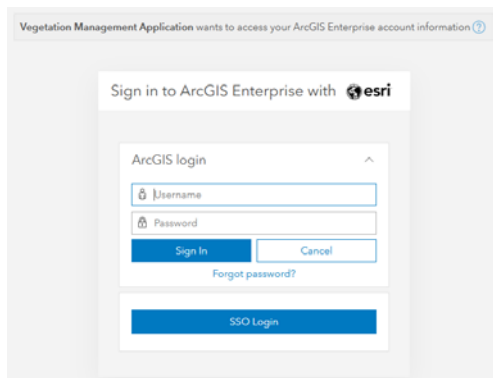 Vegetation Management Application wants to access your ArcGIS Enterprise account information ?
Sign in to ArcGIS Enterprise with esri
ArcGIS login
Username
Password
Sign In Cancel
Forgot password?
SSO Login